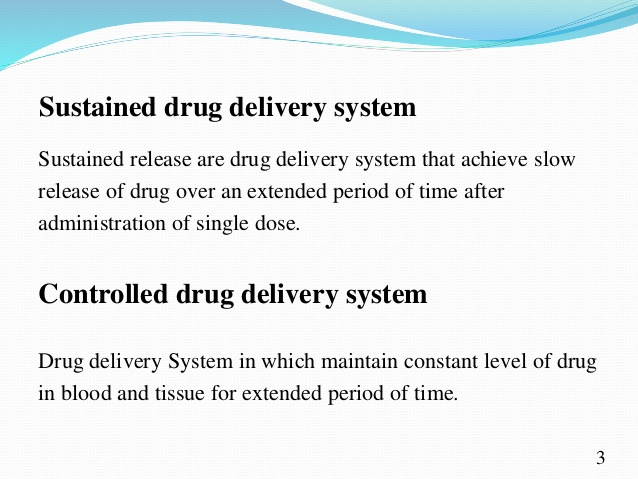 Sustained drug delivery system
Sustained release are drug delivery system that achieve slow
release of drug over an extended period of time after
administration of single dose.
Controlled drug delivery system
Drug delivery System in which maintain constant level of drug
in blood and tissue for extended period of time.
3